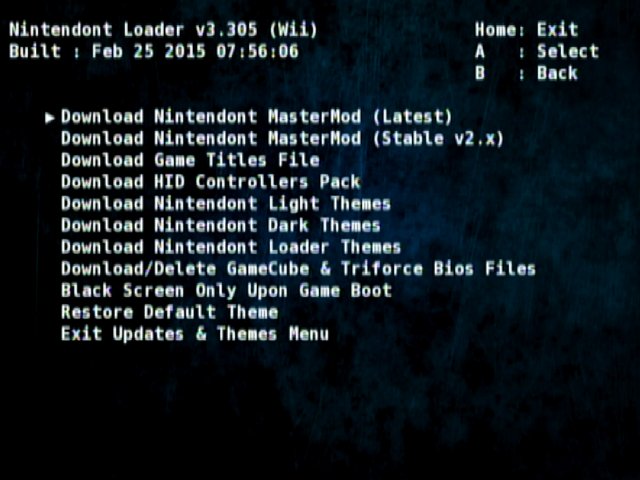 Nintendont Loader v3.305 (Wii) Home: Exit
Built : Feb 25 2015 07:56:06 A : Select
B : Back
▶Download Nintendont MasterMod (Latest)
Download Nintendont MasterMod (Stable v2.x)
Download Game Titles File
Download HID Controllers Pack
Download Nintendont Light Themes
Download Nintendont Dark Themes
Download Nintendont Loader Themes
Download/Delete GameCube & Triforce Bios Files
Black Screen Only Upon Game Boot
Restore Default Theme
Exit Updates & Themes Menu